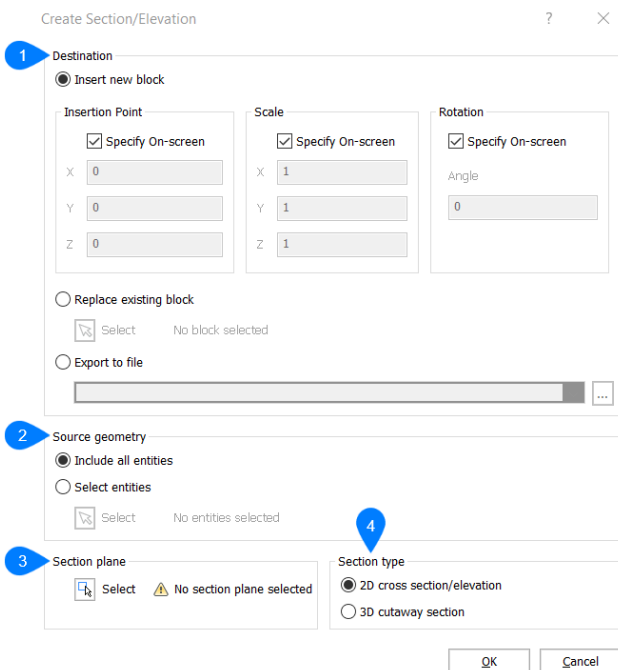 Create Section/Elevation ? ×
1 Destination
Insert new block
Insertion Point Scale Rotation
Specify On-screen Specify On-screen Specify On-screen
X 0 X 1 Angle
Y 0 Y 1 0
Z 0 Z 1
Replace existing block
Select No block selected
Export to file
...
2 Source geometry
Include all entities
Select entities
Select No entities selected
4
3 Section plane Section type
Select No section plane selected 2D cross section/elevation
3D cutaway section
OK Cancel